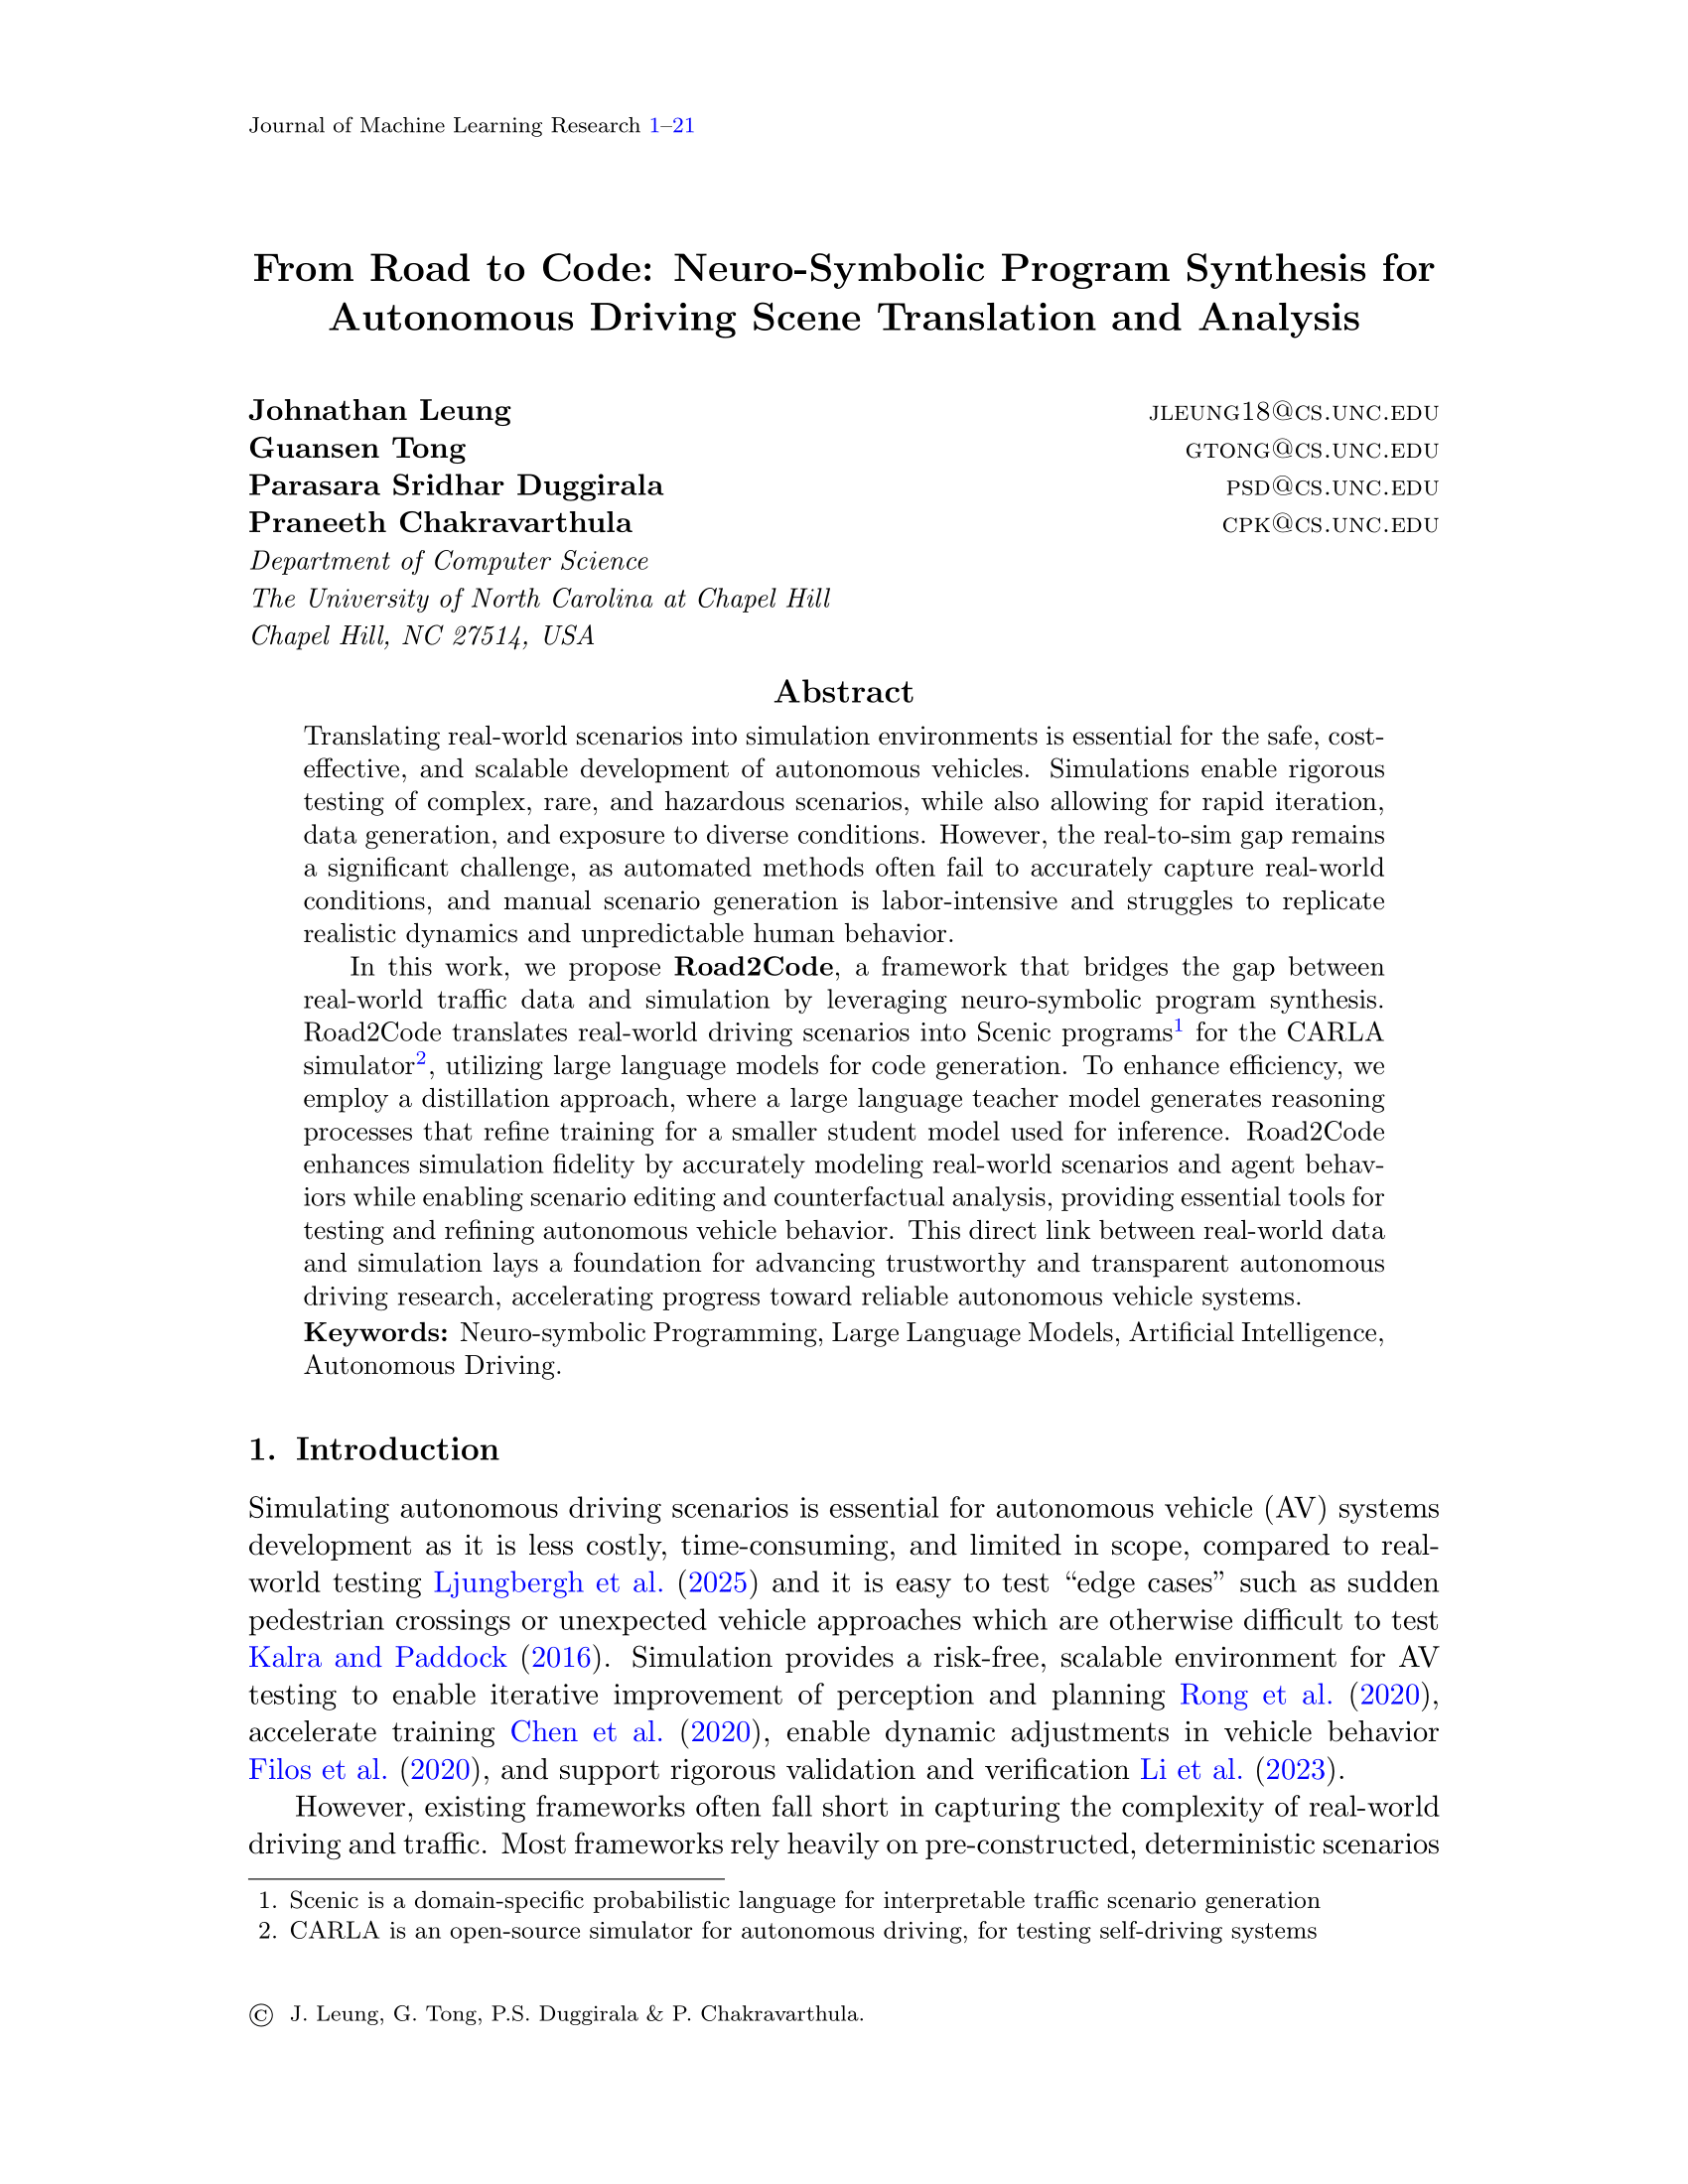 Journal of Machine Learning Research 1–21
From Road to Code: Neuro-Symbolic Program Synthesis for
Autonomous Driving Scene Translation and Analysis
Johnathan Leung JLEUNG18@CS.UNC.EDU
Guansen Tong GTONG@CS.UNC.EDU
Parasara Sridhar Duggirala PSD@CS.UNC.EDU
Praneeth Chakravarthula CPK@CS.UNC.EDU
Department of Computer Science
The University of North Carolina at Chapel Hill
Chapel Hill, NC 27514, USA
Abstract
Translating real-world scenarios into simulation environments is essential for the safe, cost-
effective, and scalable development of autonomous vehicles. Simulations enable rigorous
testing of complex, rare, and hazardous scenarios, while also allowing for rapid iteration,
data generation, and exposure to diverse conditions. However, the real-to-sim gap remains
a significant challenge, as automated methods often fail to accurately capture real-world
conditions, and manual scenario generation is labor-intensive and struggles to replicate
realistic dynamics and unpredictable human behavior.
In this work, we propose Road2Code, a framework that bridges the gap between
real-world traffic data and simulation by leveraging neuro-symbolic program synthesis.
Road2Code translates real-world driving scenarios into Scenic programs1 for the CARLA
simulator2, utilizing large language models for code generation. To enhance efficiency, we
employ a distillation approach, where a large language teacher model generates reasoning
processes that refine training for a smaller student model used for inference. Road2Code
enhances simulation fidelity by accurately modeling real-world scenarios and agent behav-
iors while enabling scenario editing and counterfactual analysis, providing essential tools for
testing and refining autonomous vehicle behavior. This direct link between real-world data
and simulation lays a foundation for advancing trustworthy and transparent autonomous
driving research, accelerating progress toward reliable autonomous vehicle systems.
Keywords: Neuro-symbolic Programming, Large Language Models, Artificial Intelligence,
Autonomous Driving.
1. Introduction
Simulating autonomous driving scenarios is essential for autonomous vehicle (AV) systems
development as it is less costly, time-consuming, and limited in scope, compared to real-
world testing Ljungbergh et al. (2025) and it is easy to test “edge cases” such as sudden
pedestrian crossings or unexpected vehicle approaches which are otherwise difficult to test
Kalra and Paddock (2016). Simulation provides a risk-free, scalable environment for AV
testing to enable iterative improvement of perception and planning Rong et al. (2020),
accelerate training Chen et al. (2020), enable dynamic adjustments in vehicle behavior
Filos et al. (2020), and support rigorous validation and verification Li et al. (2023).
However, existing frameworks often fall short in capturing the complexity of real-world
driving and traffic. Most frameworks rely heavily on pre-constructed, deterministic scenarios
1. Scenic is a domain-specific probabilistic language for interpretable traffic scenario generation
2. CARLA is an open-source simulator for autonomous driving, for testing self-driving systems
© J. Leung, G. Tong, P.S. Duggirala & P. Chakravarthula.